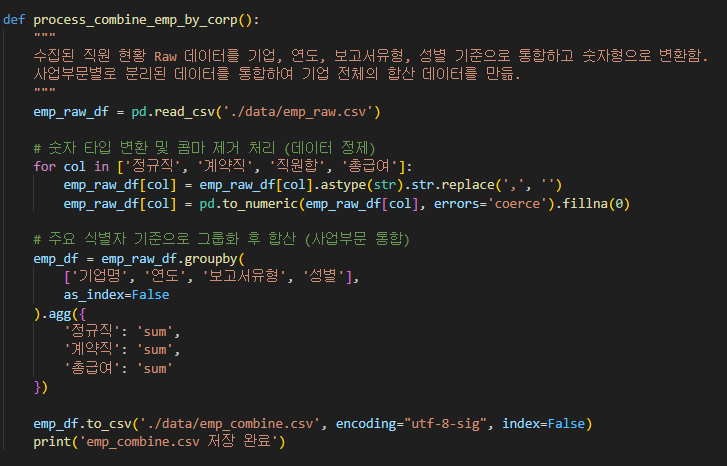 def process_combine_emp_by_corp():
    """
    수집된 직원 현황 Raw 데이터를 기업, 연도, 보고서유형, 성별 기준으로 통합하고 숫자형으로 변환함.
    사업부문별로 분리된 데이터를 통합하여 기업 전체의 합산 데이터를 만듦.
    """
    emp_raw_df = pd.read_csv('./data/emp_raw.csv')

    # 숫자 타입 변환 및 콤마 제거 처리 (데이터 정제)
    for col in ['정규직', '계약직', '직원합', '총급여']:
        emp_raw_df[col] = emp_raw_df[col].astype(str).str.replace(',', '')
        emp_raw_df[col] = pd.to_numeric(emp_raw_df[col], errors='coerce').fillna(0)

    # 주요 식별자 기준으로 그룹화 후 합산 (사업부문 통합)
    emp_df = emp_raw_df.groupby(
        ['기업명', '연도', '보고서유형', '성별'],
        as_index=False
    ).agg({
        '정규직': 'sum',
        '계약직': 'sum',
        '총급여': 'sum'
    })

    emp_df.to_csv('./data/emp_combine.csv', encoding="utf-8-sig", index=False)
    print('emp_combine.csv 저장 완료')